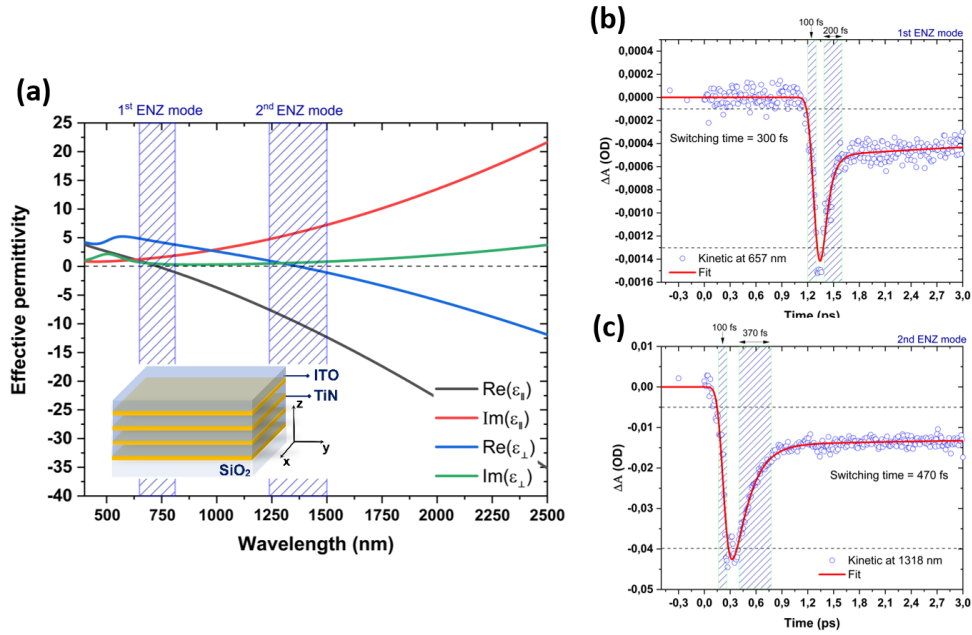 (a)
1st ENZ mode
2nd ENZ mode
25
20
15
10
5
0
-5
-10
-15
-20
-25
-30
-35
-40
Effective permittivity
500
750
1000
1250
1500
1750
2000
2250
2500
Wavelength (nm)
ITO
TiN
SiO₂
z
y
x
Re(ε∥)
Im(ε∥)
Re(ε⊥)
Im(ε⊥)
(b)
100 fs
200 fs
1st ENZ mode
0,0004
0,0002
0,0000
-0,0002
-0,0004
-0,0006
-0,0008
-0,0010
-0,0012
-0,0014
-0,0016
ΔA (OD)
Switching time = 300 fs
Kinetic at 657 nm
Fit
-0,3
0,0
0,3
0,6
0,9
1,2
1,5
1,8
2,1
2,4
2,7
3,0
Time (ps)
(c)
100 fs
370 fs
2nd ENZ mode
0,01
0,00
-0,01
-0,02
-0,03
-0,04
-0,05
ΔA (OD)
Switching time = 470 fs
Kinetic at 1318 nm
Fit
-0,3
0,0
0,3
0,6
0,9
1,2
1,5
1,8
2,1
2,4
2,7
3,0
Time (ps)